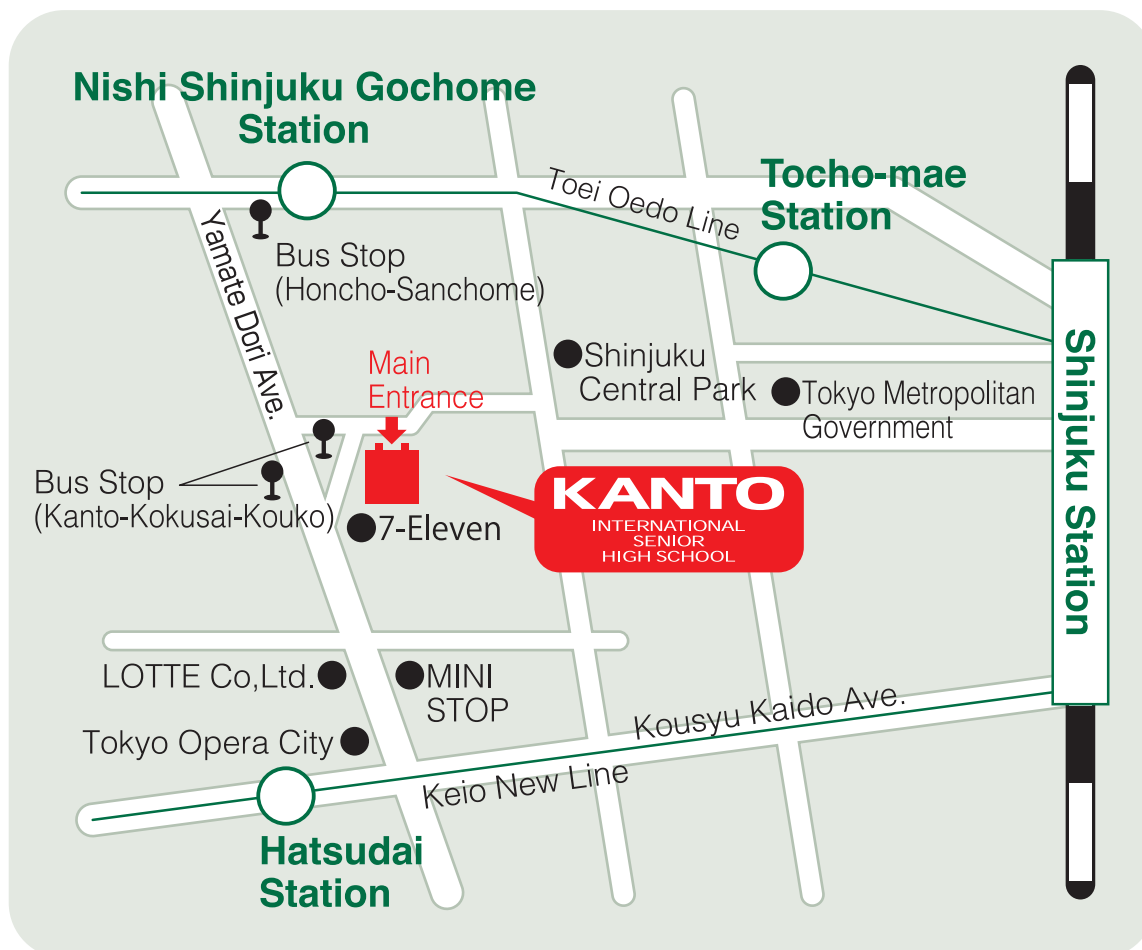 Nishi Shinjuku Gochome
Station
Toei Oedo Line
Tocho-mae
Station
Yamate Dori Ave.
Bus Stop
(Honcho-Sanchome)
Main
Entrance
Shinjuku
Central Park
Tokyo Metropolitan
Government
Shinjuku Station
Bus Stop
(Kanto-Kokusai-Kouko)
7-Eleven
KANTO
INTERNATIONAL
SENIOR
HIGH SCHOOL
LOTTE Co,Ltd.
MINI
STOP
Tokyo Opera City
Kousyu Kaido Ave.
Keio New Line
Hatsudai
Station